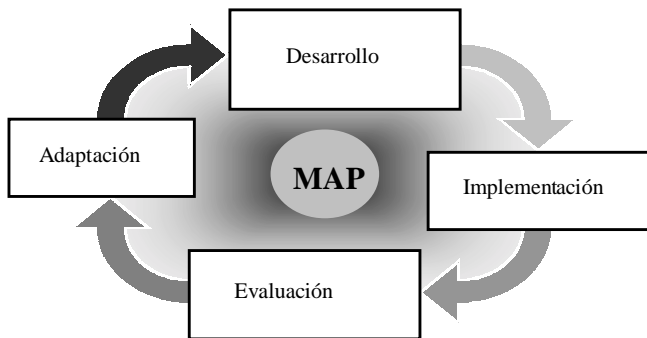 Desarrollo
Adaptación
MAP
Implementación
Evaluación